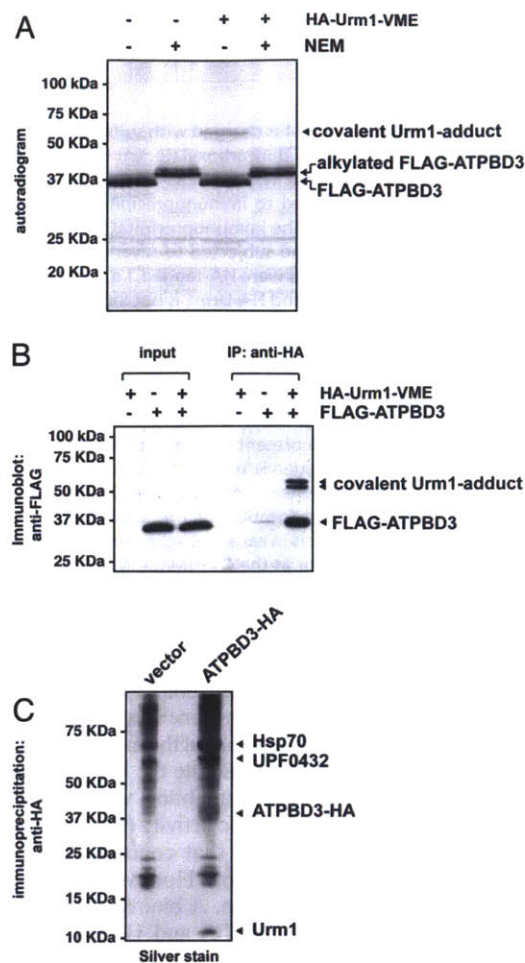 A
- - + + HA-Urm1-VME
- + - + NEM
autoradiogram
100 kDa
75 KDa
50 KDa
37 KDa
25 KDa
20 KDa
covalent Urm1-adduct
alkylated FLAG-ATPBD3
FLAG-ATPBD3
B
input IP: anti-HA
+ - + + - + HA-Urm1-VME
- + + - + + FLAG-ATPBD3
Immunoblot:
anti-FLAG
100 kDa
75 KDa
50 KDa
37 KDa
25 KDa
covalent Urm1-adduct
FLAG-ATPBD3
C
vector
ATPBD3-HA
immunopreciptitation:
anti-HA
75 KDa
50 KDa
37 KDa
25 KDa
15 KDa
10 KDa
Hsp70
UPF0432
ATPBD3-HA
Urm1
Silver stain